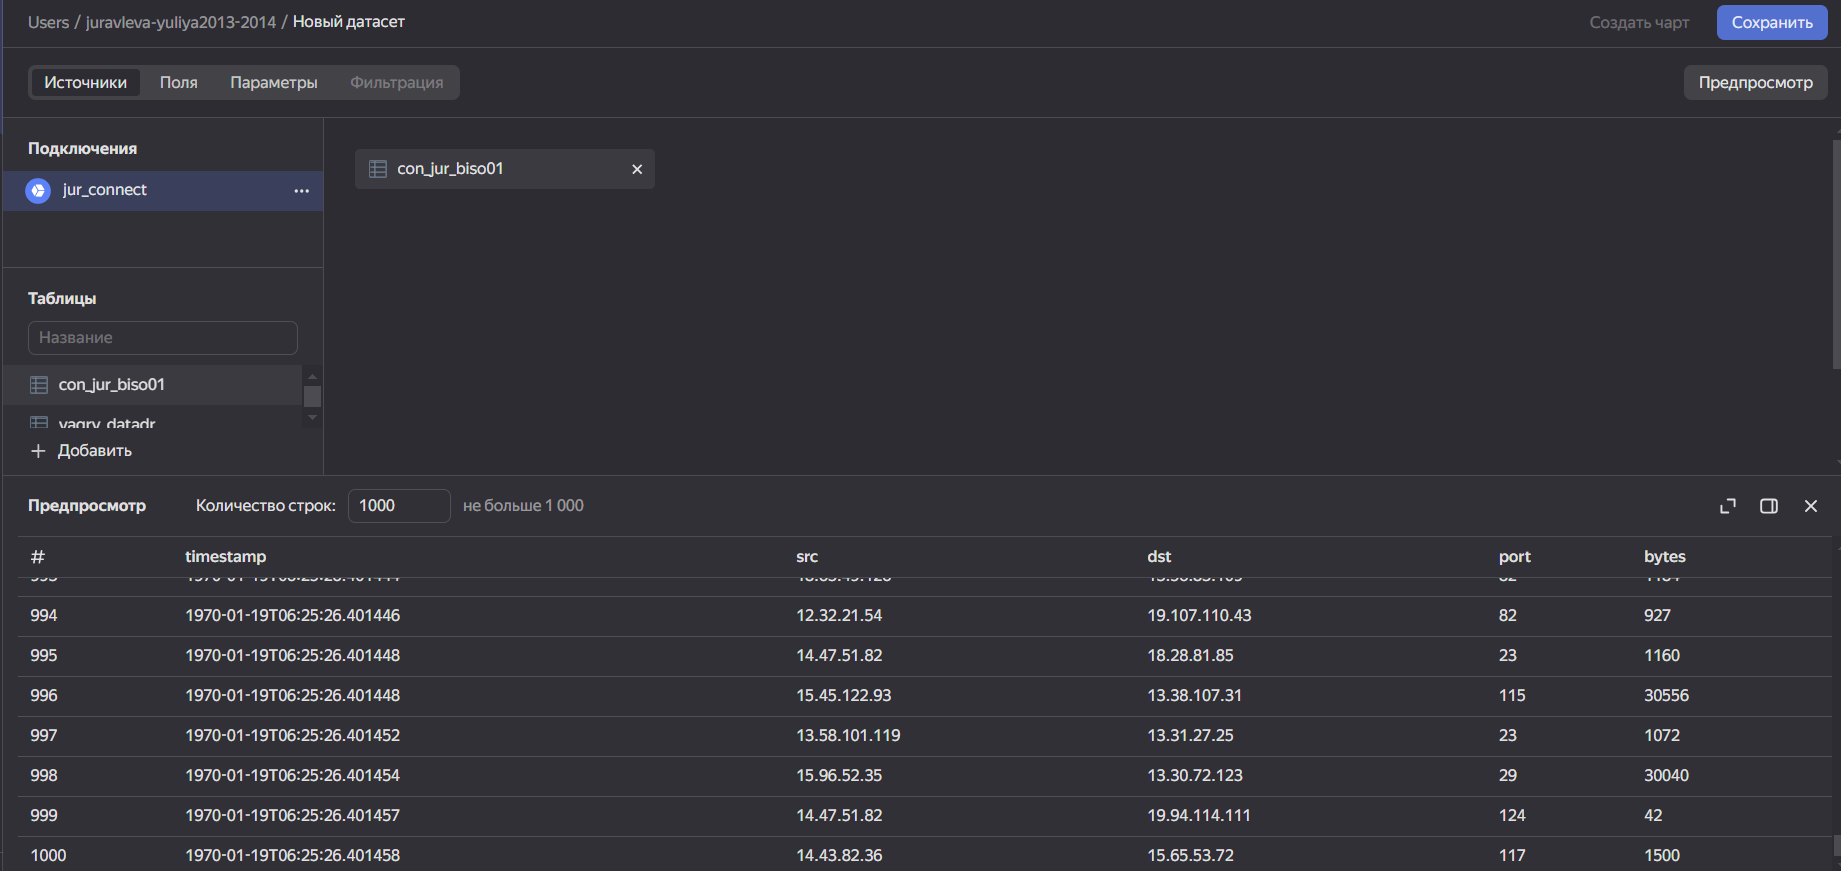 Users / juravleva-yuliya2013-2014 / Новый датасет
Создать чарт
Сохранить
Источники Поля Параметры Фильтрация
Предпросмотр
Подключения
jur_connect
con_jur_biso01
Таблицы
Название
con_jur_biso01
yaqry_datadr
Добавить
Предпросмотр Количество строк: 1000 не больше 1 000
# timestamp src dst port bytes
994 1970-01-19T06:25:26.401446 12.32.21.54 19.107.110.43 82 927
995 1970-01-19T06:25:26.401448 14.47.51.82 18.28.81.85 23 1160
996 1970-01-19T06:25:26.401448 15.45.122.93 13.38.107.31 115 30556
997 1970-01-19T06:25:26.401452 13.58.101.119 13.31.27.25 23 1072
998 1970-01-19T06:25:26.401454 15.96.52.35 13.30.72.123 29 30040
999 1970-01-19T06:25:26.401457 14.47.51.82 19.94.114.111 124 42
1000 1970-01-19T06:25:26.401458 14.43.82.36 15.65.53.72 117 1500